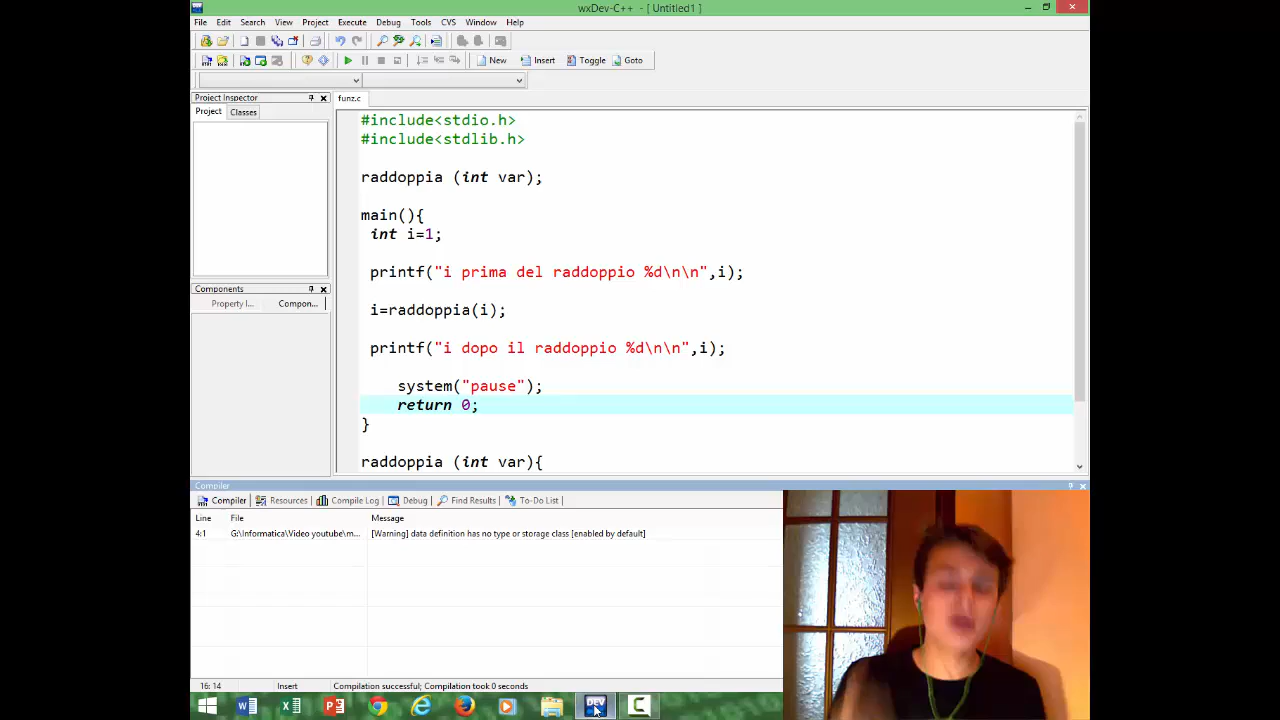 wxDev-C++ - [ Untitled1 ]
File Edit Search View Project Execute Debug Tools CVS Window Help
New Insert Toggle Goto
Project Inspector
Project Classes
funz.c
#include<stdio.h>
#include<stdlib.h>
raddoppia (int var);
main(){
int i=1;
printf("i prima del raddoppio %d\n\n",i);
i=raddoppia(i);
printf("i dopo il raddoppio %d\n\n",i);
system("pause");
return 0;
}
raddoppia (int var){
Components
Property I... Compon...
Compiler
Compiler Resources Compile Log Debug Find Results To-Do List
Line File Message
4:1 G:\Informatica\Video youtube\m... [Warning] data definition has no type or storage class [enabled by default]
16: 14 Insert Compilation successful; Compilation took 0 seconds
DEV